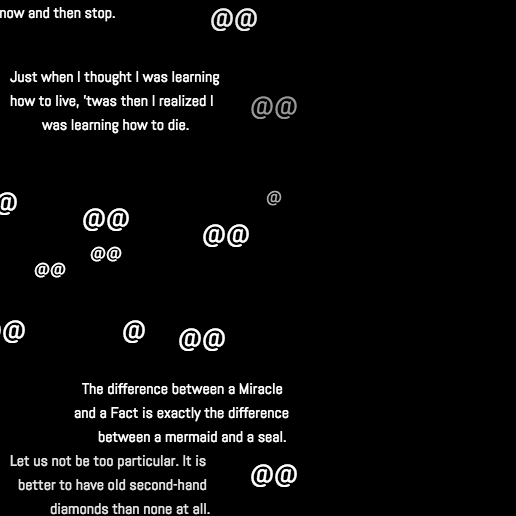 now and then stop.
@@
Just when I thought I was learning
how to live, 'twas then I realized I
was learning how to die.
@@
@
@
@@
@@
@@
@@
@@
@
@@
The difference between a Miracle
and a Fact is exactly the difference
between a mermaid and a seal.
Let us not be too particular. It is
better to have old second-hand
diamonds than none at all.
@@